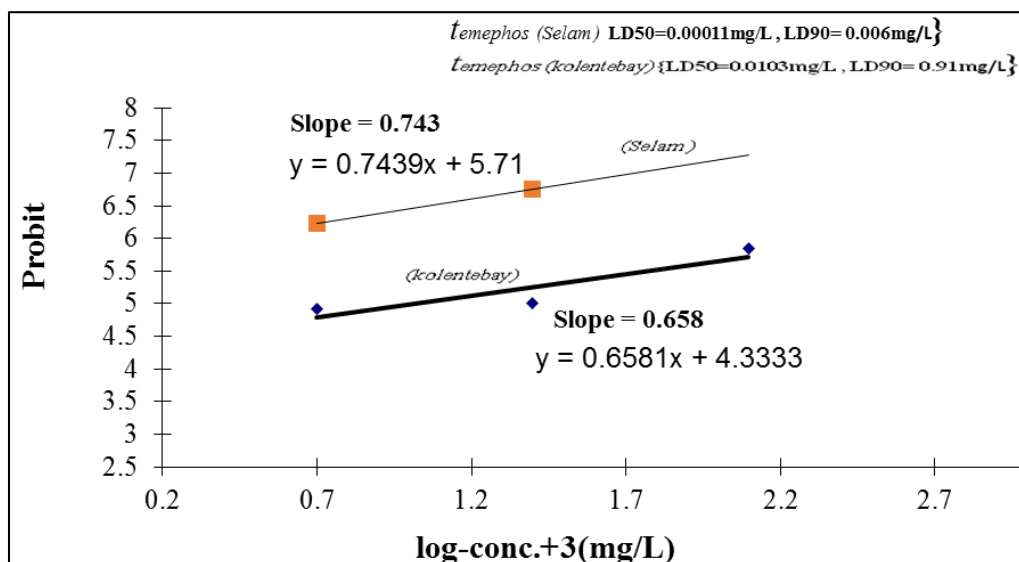 temephos (Selam) LD50=0.00011mg/L , LD90= 0.006mg/L}
temephos (kolentebay) {LD50=0.0103mg/L , LD90= 0.91mg/L}
Slope = 0.743
y = 0.7439x + 5.71
(Selam)
(kolentebay)
Slope = 0.658
y = 0.6581x + 4.3333
Probit
8
7.5
7
6.5
6
5.5
5
4.5
4
3.5
3
2.5
0.2 0.7 1.2 1.7 2.2 2.7
log-conc.+3(mg/L)